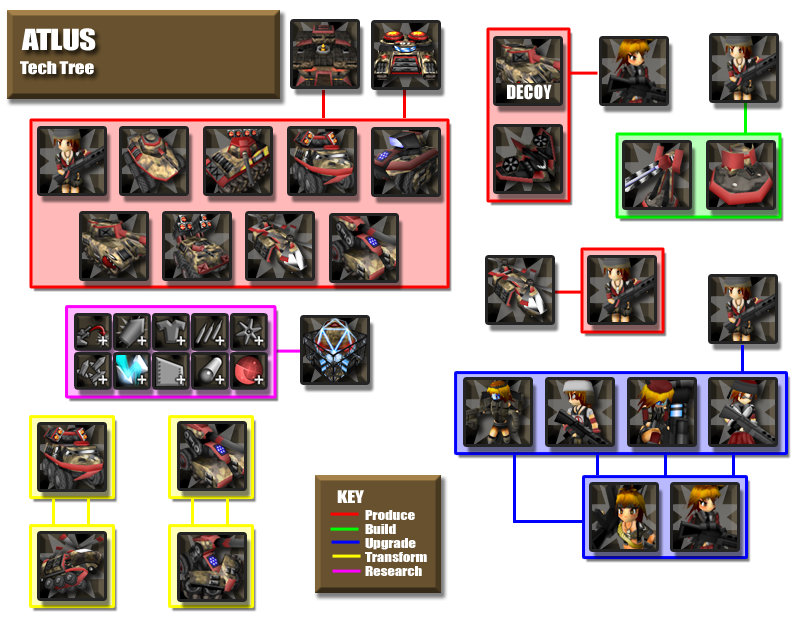 ATLUS
Tech Tree
DECOY
KEY
Produce
Build
Upgrade
Transform
Research